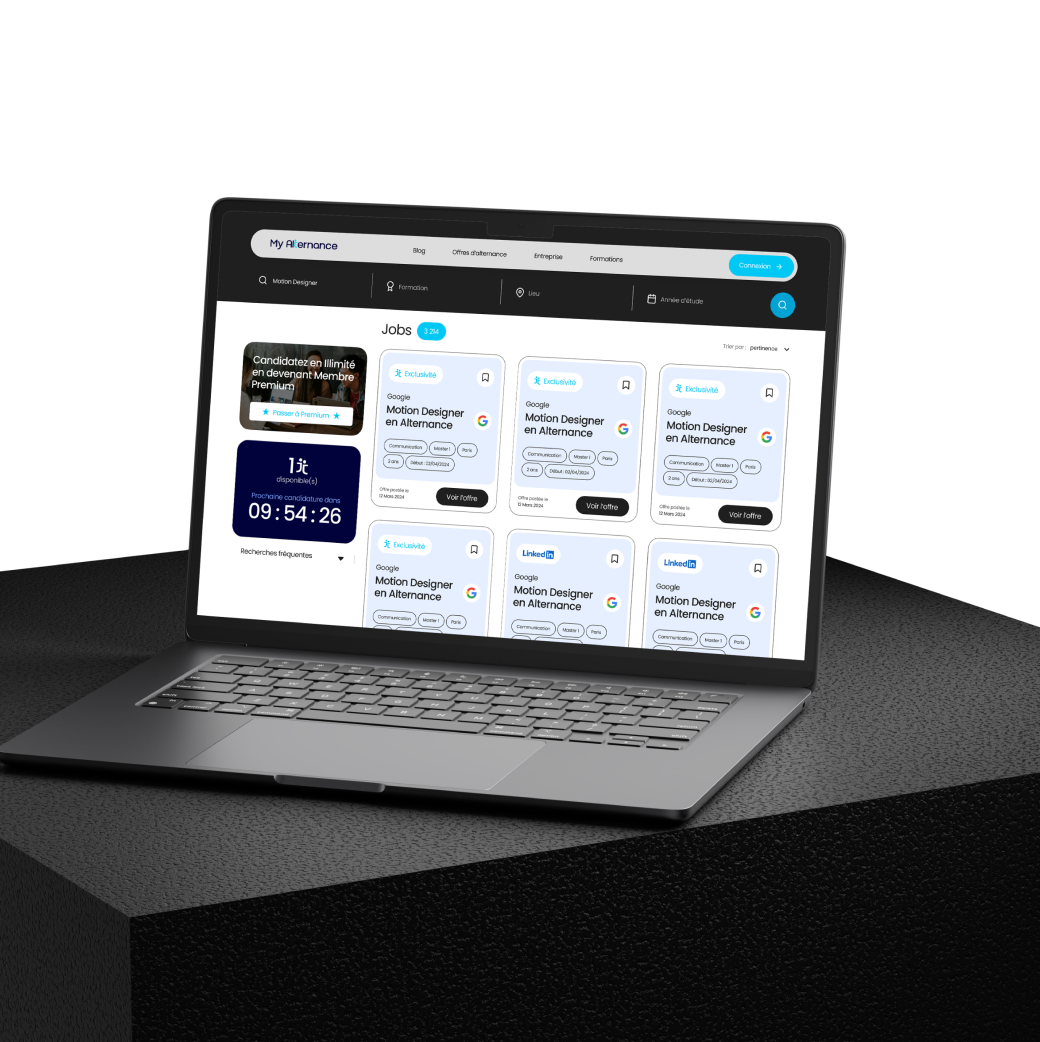 My Alternance
Blog
Offres d'alternance
Entreprise
Formations
Connexion
Motion Designer
Formation
Lieu
Année d'étude
Jobs
3 214
Trier par : pertinence
Candidatez en Illimité
en devenant Membre
Premium
Passer à Premium
1
disponible(s)
Prochaine candidature dans
09 : 54 : 26
Recherches fréquentes
Exclusivité
Google
Motion Designer
en Alternance
Communication
Master 1
Paris
2 ans
Début : 02/04/2024
Offre postée le
12 Mars 2024
Voir l'offre
Exclusivité
Google
Motion Designer
en Alternance
Communication
Master 1
Paris
2 ans
Début : 02/04/2024
Offre postée le
12 Mars 2024
Voir l'offre
Exclusivité
Google
Motion Designer
en Alternance
Communication
Master 1
Paris
2 ans
Début : 02/04/2024
Offre postée le
12 Mars 2024
Voir l'offre
Exclusivité
Google
Motion Designer
en Alternance
Communication
Master 1
Paris
LinkedIn
Google
Motion Designer
en Alternance
Communication
Master 1
Paris
LinkedIn
Google
Motion Designer
en Alternance
Communication
Master 1
Paris